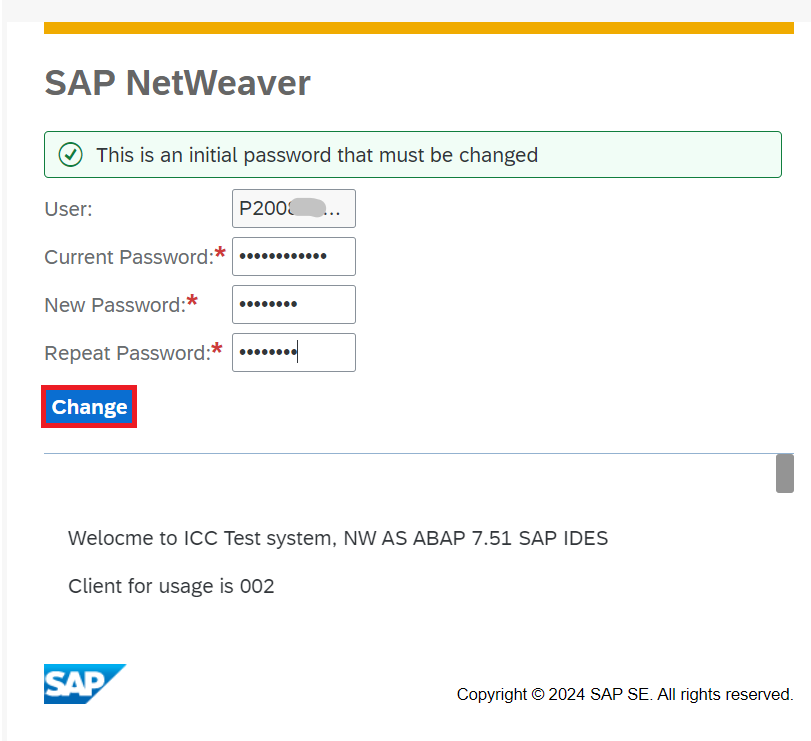 SAP NetWeaver
This is an initial password that must be changed
User: P200
Current Password:* ••••••••••••
New Password:* ••••••••
Repeat Password:* ••••••••
Change
Welocme to ICC Test system, NW AS ABAP 7.51 SAP IDES
Client for usage is 002
SAP
Copyright © 2024 SAP SE. All rights reserved.